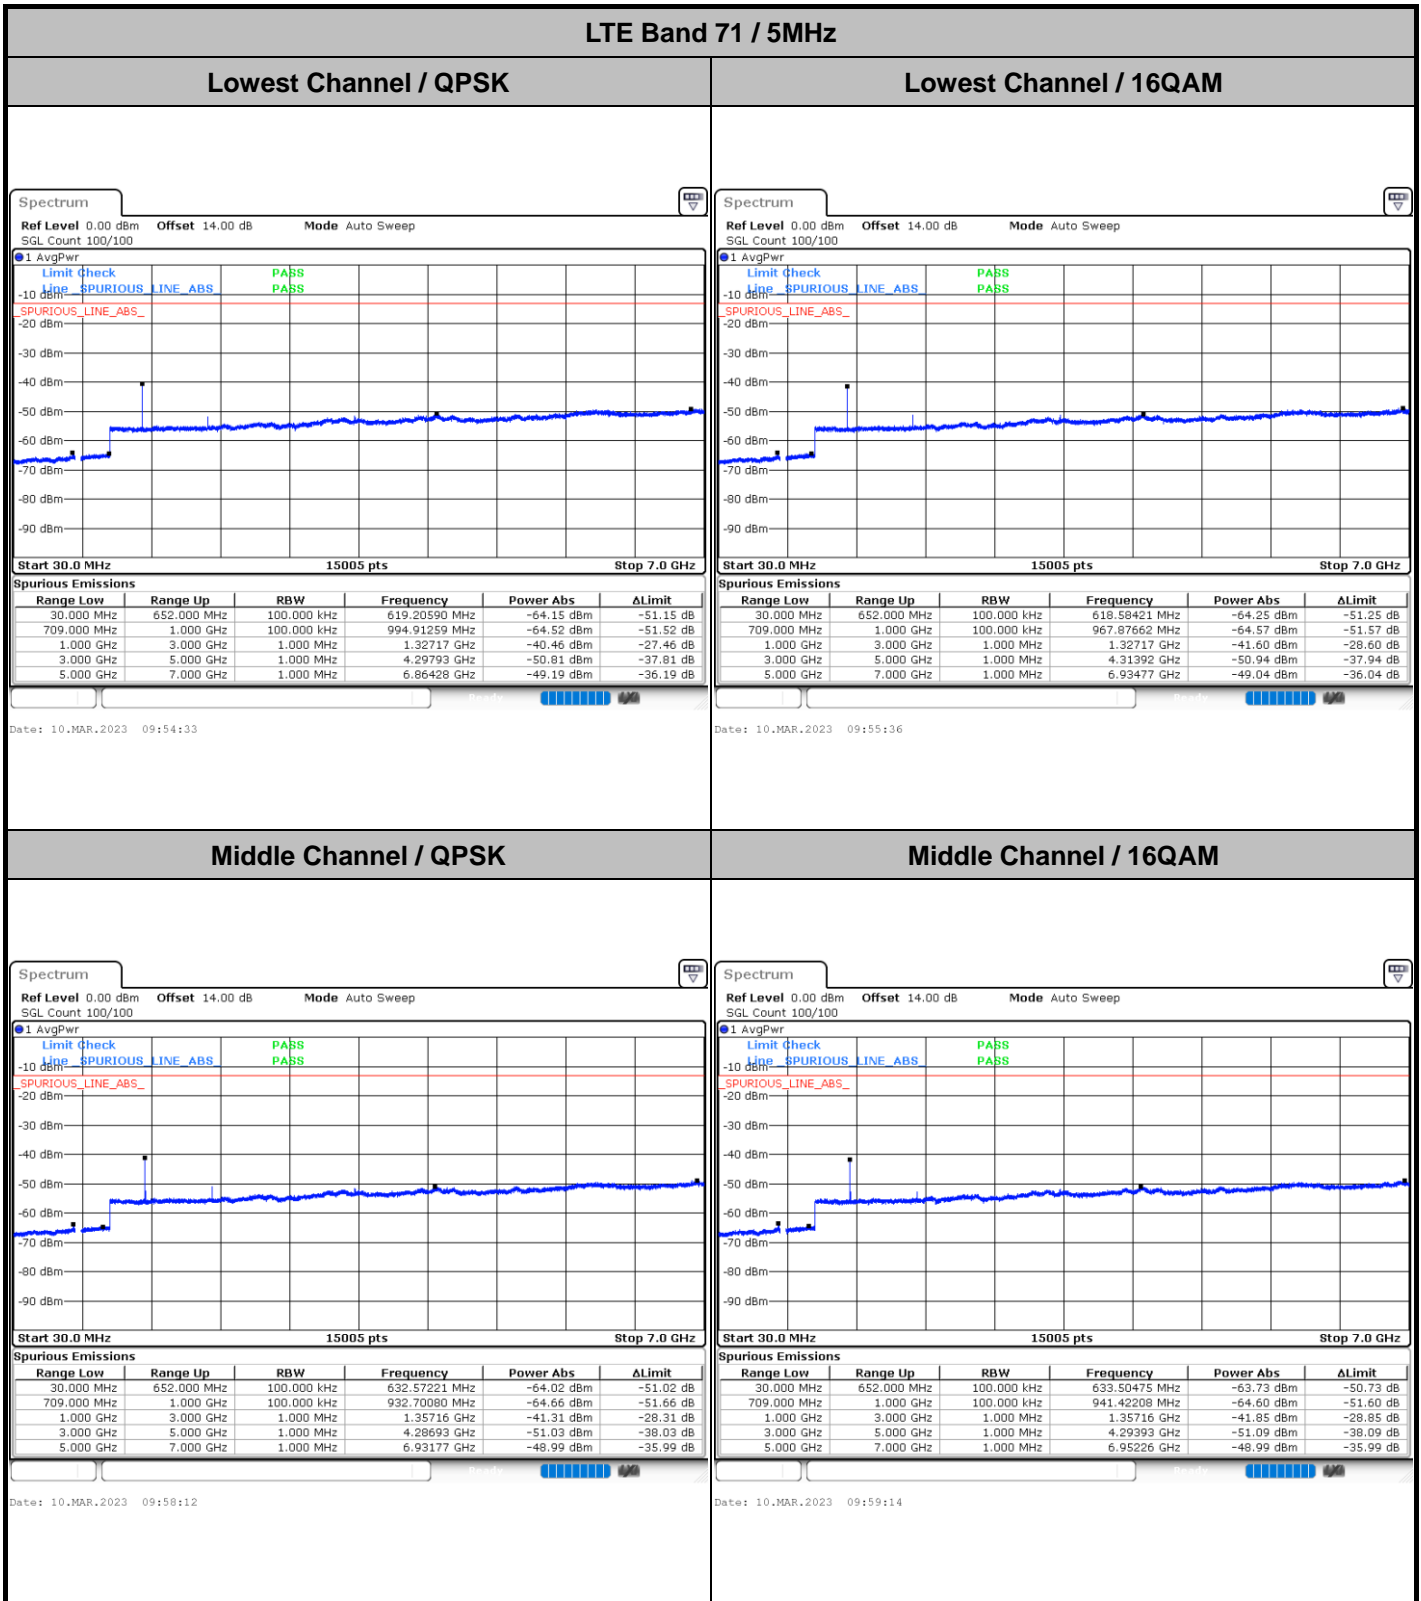 LTE Band 71 / 5MHz
Lowest Channel / QPSK
Spectrum
Ref Level 0.00 dBm Offset 14.00 dB Mode Auto Sweep
SGL Count 100/100
1 AvgPwr
Limit Check PASS
Line _SPURIOUS_LINE_ABS_ PASS
-10 dBm
_SPURIOUS_LINE_ABS_
-20 dBm
-30 dBm
-40 dBm
-50 dBm
-60 dBm
-70 dBm
-80 dBm
-90 dBm
Start 30.0 MHz 15005 pts Stop 7.0 GHz
Spurious Emissions
Range Low Range Up RBW Frequency Power Abs ΔLimit
30.000 MHz 652.000 MHz 100.000 kHz 619.20590 MHz -64.15 dBm -51.15 dB
709.000 MHz 1.000 GHz 100.000 kHz 994.91259 MHz -64.52 dBm -51.52 dB
1.000 GHz 3.000 GHz 1.000 MHz 1.32717 GHz -40.46 dBm -27.46 dB
3.000 GHz 5.000 GHz 1.000 MHz 4.29793 GHz -50.81 dBm -37.81 dB
5.000 GHz 7.000 GHz 1.000 MHz 6.86428 GHz -49.19 dBm -36.19 dB
Ready
Date: 10.MAR.2023 09:54:33
Lowest Channel / 16QAM
Spectrum
Ref Level 0.00 dBm Offset 14.00 dB Mode Auto Sweep
SGL Count 100/100
1 AvgPwr
Limit Check PASS
Line _SPURIOUS_LINE_ABS_ PASS
-10 dBm
_SPURIOUS_LINE_ABS_
-20 dBm
-30 dBm
-40 dBm
-50 dBm
-60 dBm
-70 dBm
-80 dBm
-90 dBm
Start 30.0 MHz 15005 pts Stop 7.0 GHz
Spurious Emissions
Range Low Range Up RBW Frequency Power Abs ΔLimit
30.000 MHz 652.000 MHz 100.000 kHz 618.58421 MHz -64.25 dBm -51.25 dB
709.000 MHz 1.000 GHz 100.000 kHz 967.87662 MHz -64.57 dBm -51.57 dB
1.000 GHz 3.000 GHz 1.000 MHz 1.32717 GHz -41.60 dBm -28.60 dB
3.000 GHz 5.000 GHz 1.000 MHz 4.31392 GHz -50.94 dBm -37.94 dB
5.000 GHz 7.000 GHz 1.000 MHz 6.93477 GHz -49.04 dBm -36.04 dB
Ready
Date: 10.MAR.2023 09:55:36
Middle Channel / QPSK
Spectrum
Ref Level 0.00 dBm Offset 14.00 dB Mode Auto Sweep
SGL Count 100/100
1 AvgPwr
Limit Check PASS
Line _SPURIOUS_LINE_ABS_ PASS
-10 dBm
_SPURIOUS_LINE_ABS_
-20 dBm
-30 dBm
-40 dBm
-50 dBm
-60 dBm
-70 dBm
-80 dBm
-90 dBm
Start 30.0 MHz 15005 pts Stop 7.0 GHz
Spurious Emissions
Range Low Range Up RBW Frequency Power Abs ΔLimit
30.000 MHz 652.000 MHz 100.000 kHz 632.57221 MHz -64.02 dBm -51.02 dB
709.000 MHz 1.000 GHz 100.000 kHz 932.70080 MHz -64.66 dBm -51.66 dB
1.000 GHz 3.000 GHz 1.000 MHz 1.35716 GHz -41.31 dBm -28.31 dB
3.000 GHz 5.000 GHz 1.000 MHz 4.28693 GHz -51.03 dBm -38.03 dB
5.000 GHz 7.000 GHz 1.000 MHz 6.93177 GHz -48.99 dBm -35.99 dB
Ready
Date: 10.MAR.2023 09:58:12
Middle Channel / 16QAM
Spectrum
Ref Level 0.00 dBm Offset 14.00 dB Mode Auto Sweep
SGL Count 100/100
1 AvgPwr
Limit Check PASS
Line _SPURIOUS_LINE_ABS_ PASS
-10 dBm
_SPURIOUS_LINE_ABS_
-20 dBm
-30 dBm
-40 dBm
-50 dBm
-60 dBm
-70 dBm
-80 dBm
-90 dBm
Start 30.0 MHz 15005 pts Stop 7.0 GHz
Spurious Emissions
Range Low Range Up RBW Frequency Power Abs ΔLimit
30.000 MHz 652.000 MHz 100.000 kHz 633.50475 MHz -63.73 dBm -50.73 dB
709.000 MHz 1.000 GHz 100.000 kHz 941.42208 MHz -64.60 dBm -51.60 dB
1.000 GHz 3.000 GHz 1.000 MHz 1.35716 GHz -41.85 dBm -28.85 dB
3.000 GHz 5.000 GHz 1.000 MHz 4.29393 GHz -51.09 dBm -38.09 dB
5.000 GHz 7.000 GHz 1.000 MHz 6.95226 GHz -48.99 dBm -35.99 dB
Ready
Date: 10.MAR.2023 09:59:14